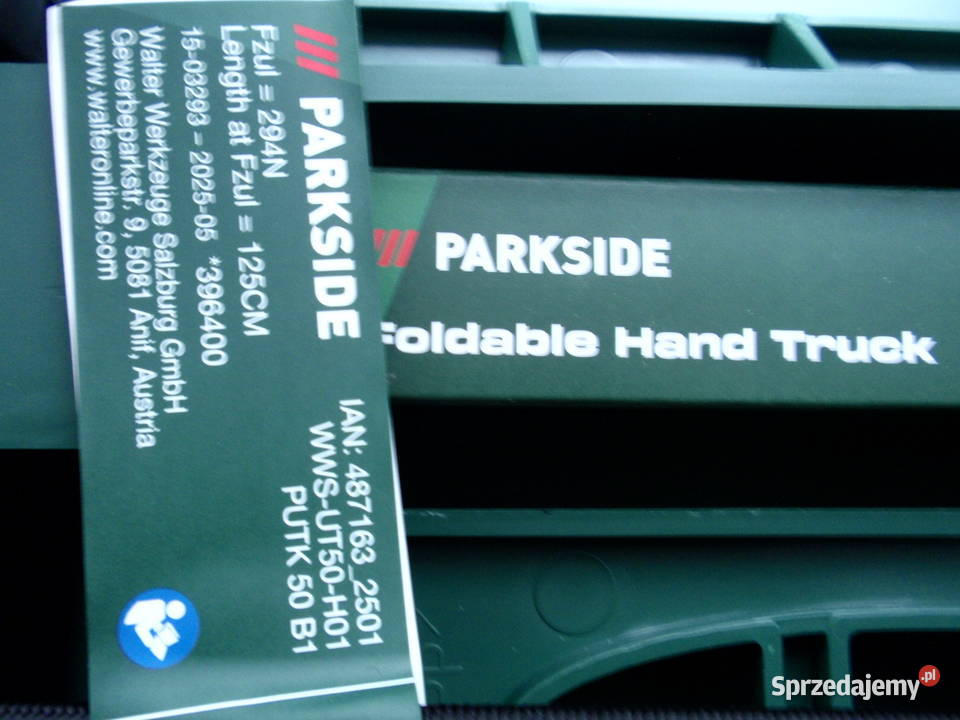 PARKSIDE
Fzul = 294N
Length at Fzul = 125CM
15-03293 – 2025-05 *396400
Walter Werkzeuge Salzburg GmbH
Gewerbeparkstr. 9, 5081 Anif, Austria
www.walteronline.com
IAN: 487163_2501
WWS-UT50-H01
PUTK 50 B1
PARKSIDE
Foldable Hand Truck
Sprzedajemy.pl